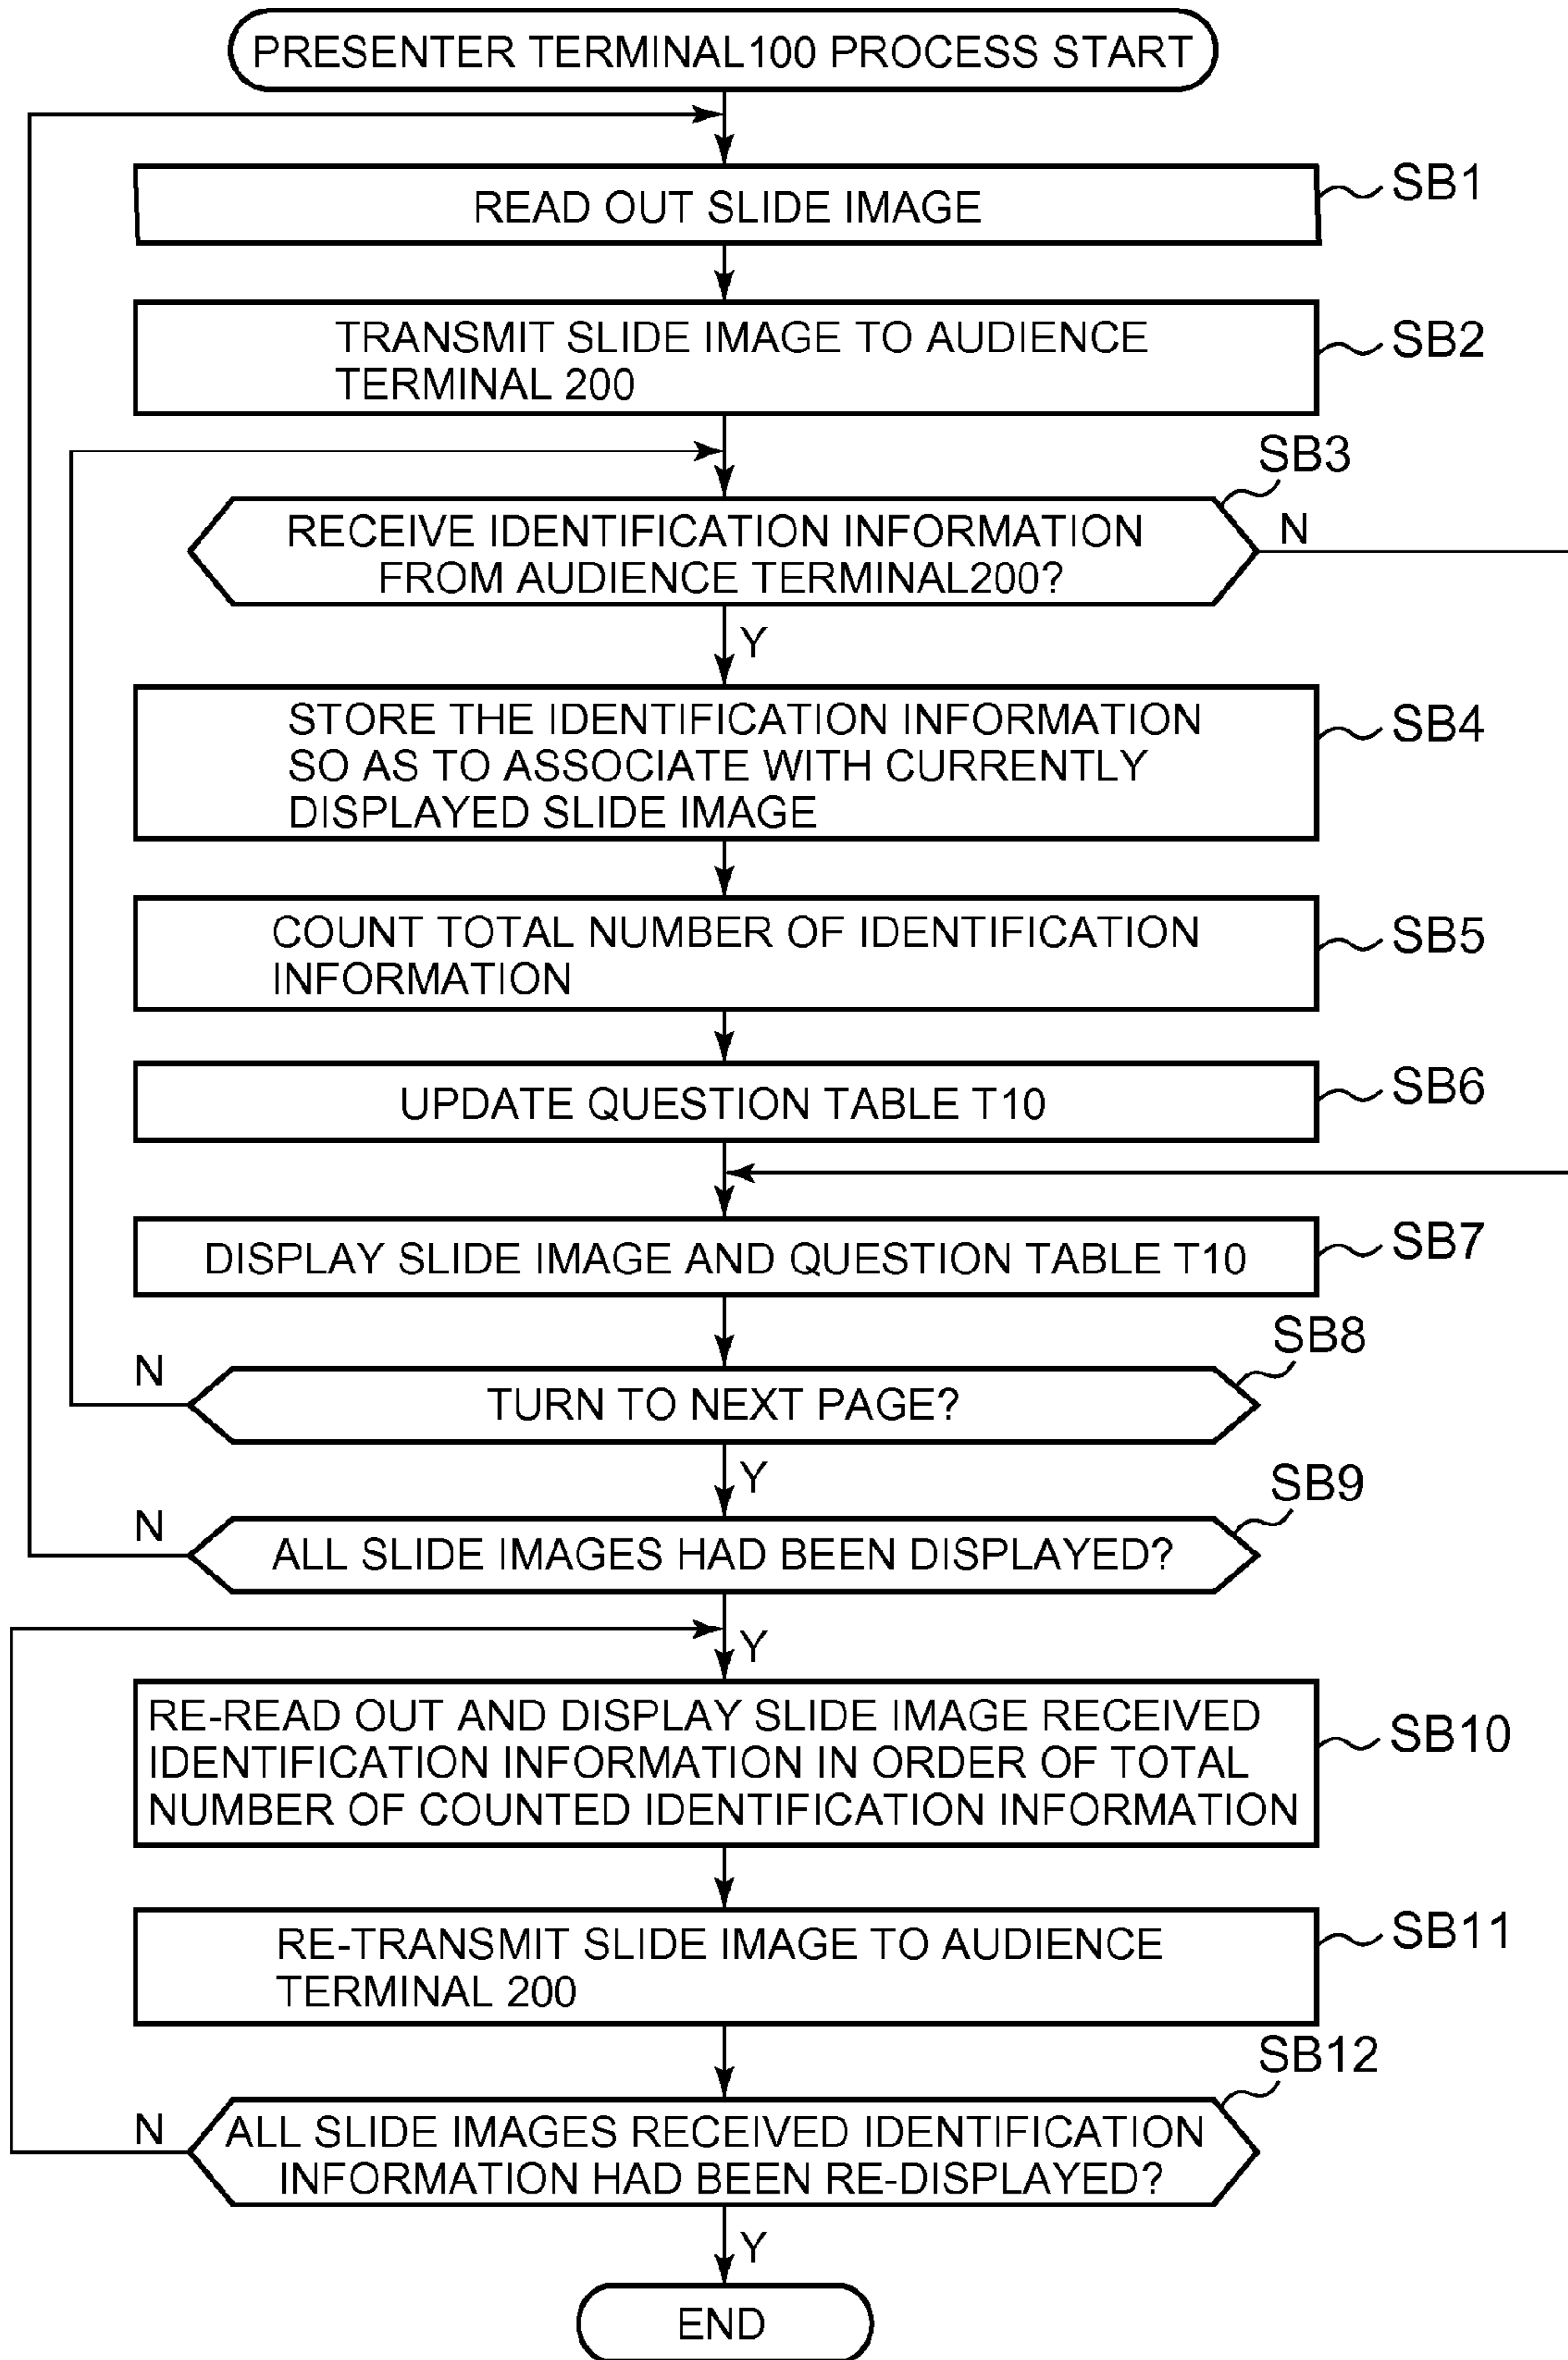 PRESENTER TERMINAL100 PROCESS START
READ OUT SLIDE IMAGE
SB1
TRANSMIT SLIDE IMAGE TO AUDIENCE
TERMINAL 200
SB2
SB3
RECEIVE IDENTIFICATION INFORMATION
FROM AUDIENCE TERMINAL200?
N
Y
STORE THE IDENTIFICATION INFORMATION
SO AS TO ASSOCIATE WITH CURRENTLY
DISPLAYED SLIDE IMAGE
SB4
COUNT TOTAL NUMBER OF IDENTIFICATION
INFORMATION
SB5
UPDATE QUESTION TABLE T10
SB6
DISPLAY SLIDE IMAGE AND QUESTION TABLE T10
SB7
SB8
N
TURN TO NEXT PAGE?
Y
SB9
N
ALL SLIDE IMAGES HAD BEEN DISPLAYED?
Y
RE-READ OUT AND DISPLAY SLIDE IMAGE RECEIVED
IDENTIFICATION INFORMATION IN ORDER OF TOTAL
NUMBER OF COUNTED IDENTIFICATION INFORMATION
SB10
RE-TRANSMIT SLIDE IMAGE TO AUDIENCE
TERMINAL 200
SB11
SB12
N
ALL SLIDE IMAGES RECEIVED IDENTIFICATION
INFORMATION HAD BEEN RE-DISPLAYED?
Y
END